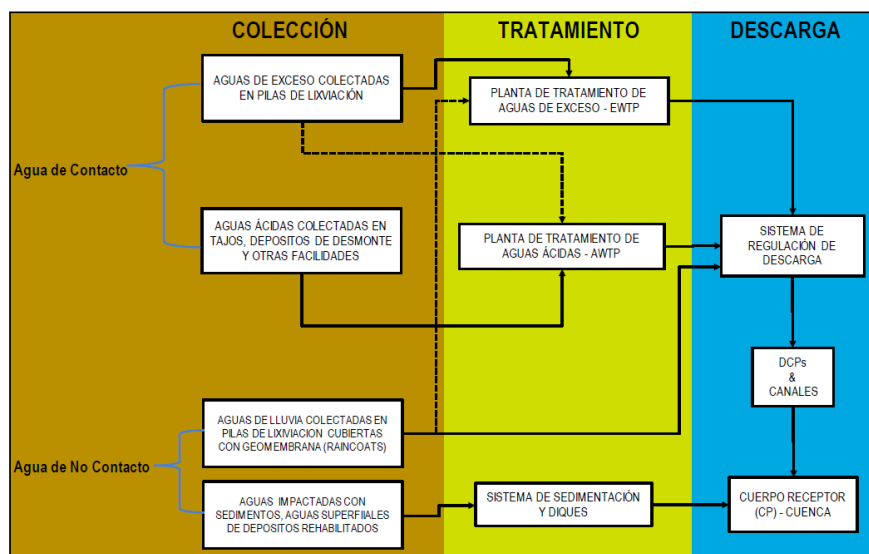 COLECCIÓN
TRATAMIENTO
DESCARGA
AGUAS DE EXCESO COLECTADAS
EN PILAS DE LIXVIACIÓN
PLANTA DE TRATAMIENTO DE
AGUAS DE EXCESO - EWTP
Agua de Contacto
AGUAS ÁCIDAS COLECTADAS EN
TAJOS, DEPOSITOS DE DESMONTE
Y OTRAS FACILIDADES
PLANTA DE TRATAMIENTO DE
AGUAS ÁCIDAS - AWTP
SISTEMA DE
REGULACIÓN DE
DESCARGA
DCPs
&
CANALES
AGUAS DE LLUVIA COLECTADAS EN
PILAS DE LIXIVIACION CUBIERTAS
CON GEOMEMBRANA (RAINCOATS)
Agua de No Contacto
AGUAS IMPACTADAS CON
SEDIMENTOS, AGUAS SUPERFIIALES
DE DEPOSITOS REHABILITADOS
SISTEMA DE SEDIMENTACIÓN
Y DIQUES
CUERPO RECEPTOR
(CP) - CUENCA